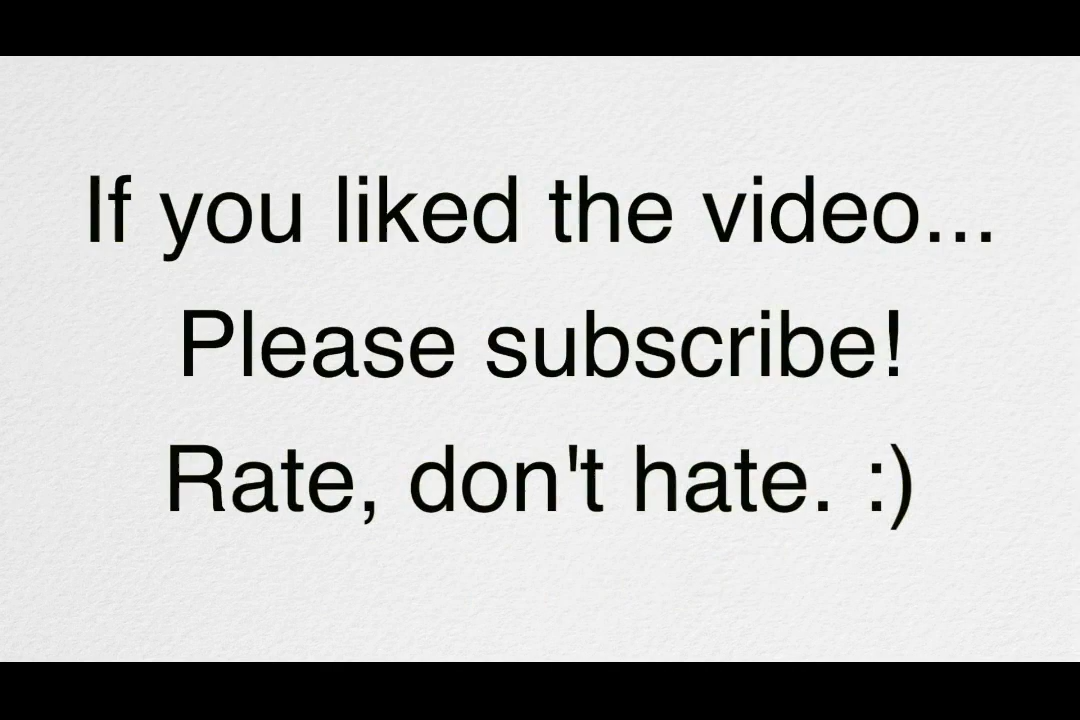 If you liked the video...
Please subscribe!
Rate, don't hate. :)